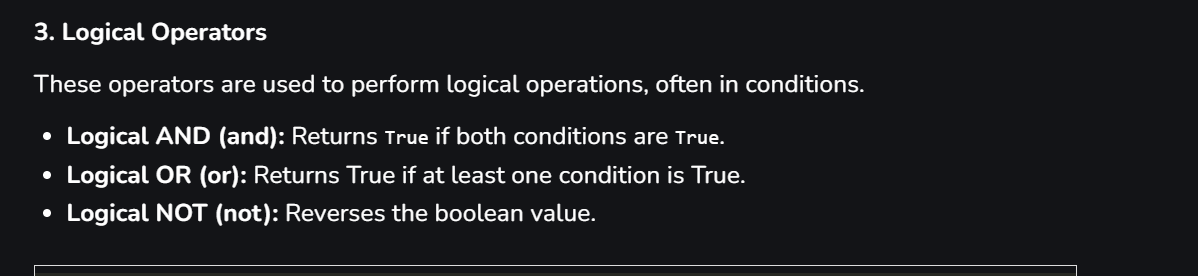 3. Logical Operators
These operators are used to perform logical operations, often in conditions.
• Logical AND (and): Returns True if both conditions are True.
• Logical OR (or): Returns True if at least one condition is True.
• Logical NOT (not): Reverses the boolean value.